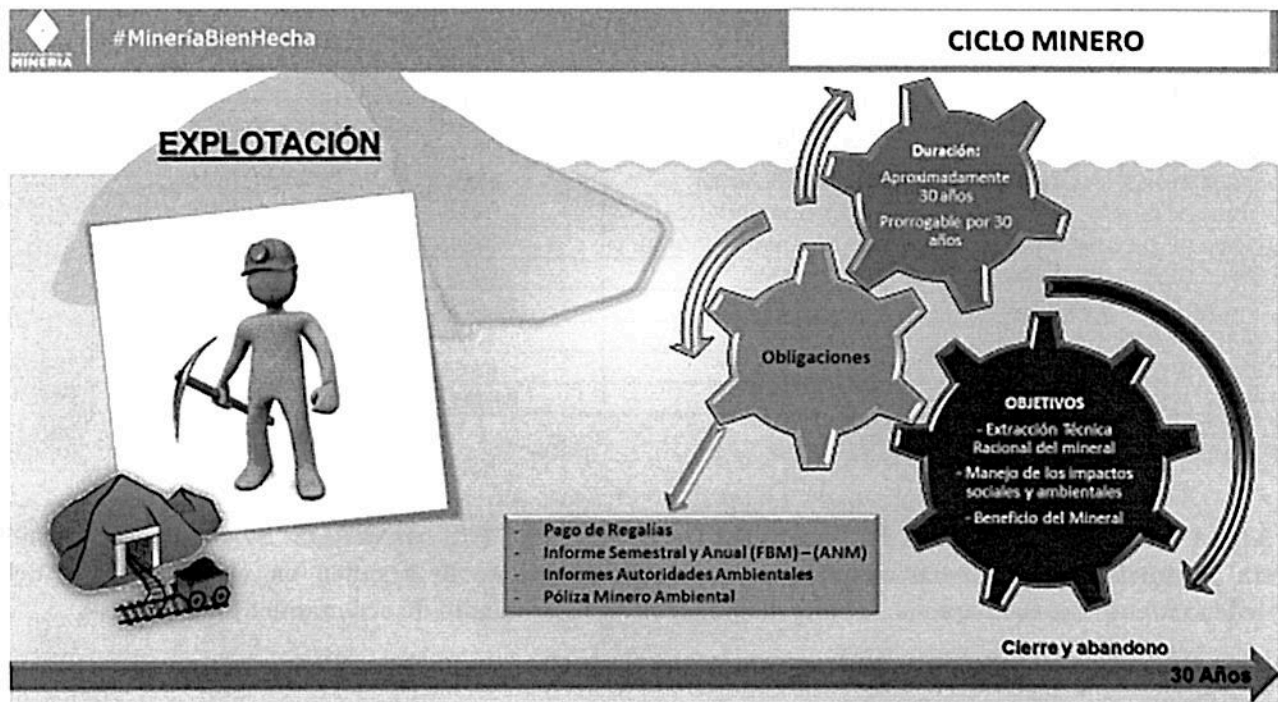 MINERÍA
#MineríaBienHecha
CICLO MINERO
EXPLOTACIÓN
Duración:
Aproximadamente
30 años
Prorrogable por 30
años
Obligaciones
OBJETIVOS
- Extracción Técnica
Racional del mineral
- Manejo de los impactos
sociales y ambientales
- Beneficio del Mineral
- Pago de Regalías
- Informe Semestral y Anual (FBM) – (ANM)
- Informes Autoridades Ambientales
- Póliza Minero Ambiental
Cierre y abandono
30 Años